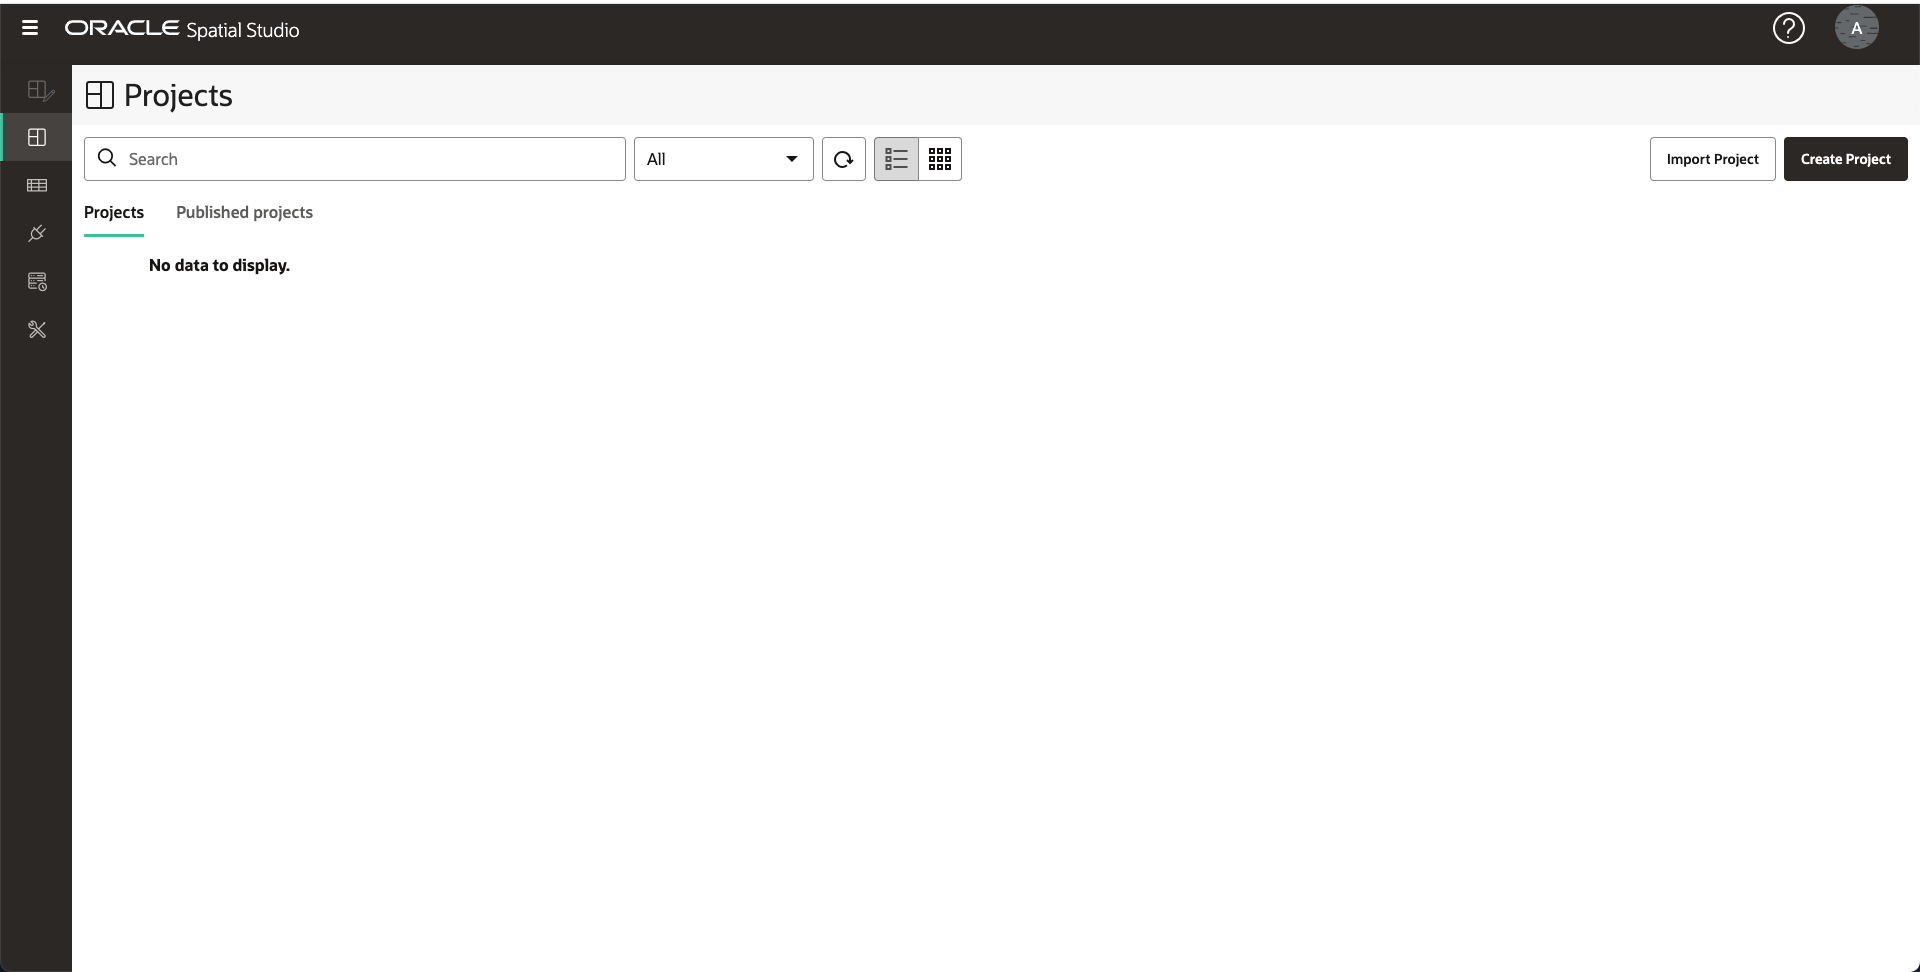 ORACLE Spatial Studio
A
Projects
Search
All
Import Project
Create Project
Projects
Published projects
No data to display.